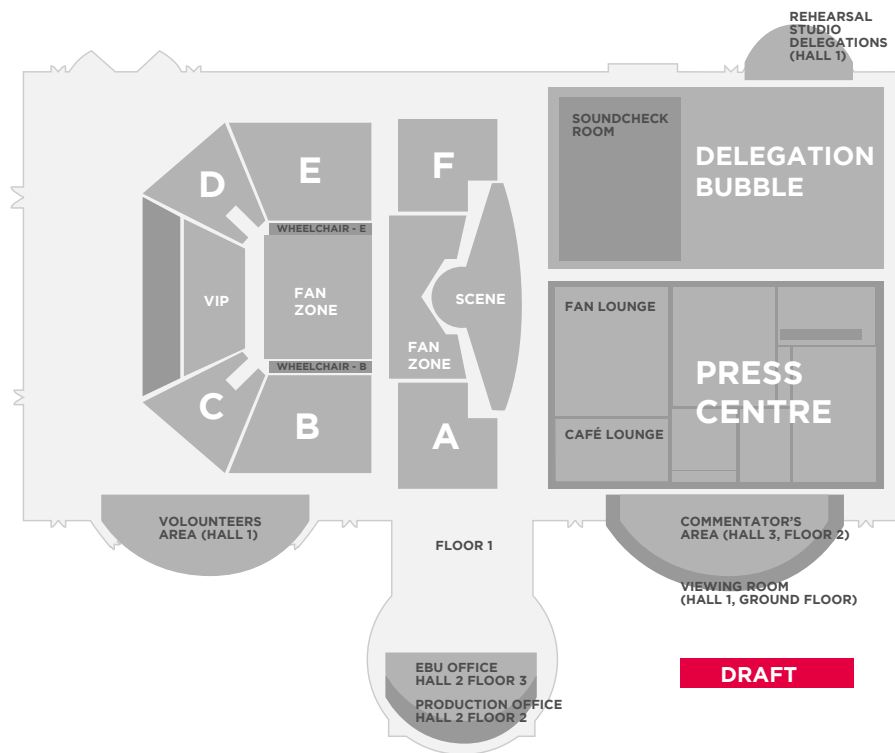 REHEARSAL
STUDIO
DELEGATIONS
(HALL 1)
SOUNDCHECK
ROOM
DELEGATION
BUBBLE
D
E
F
WHEELCHAIR - E
VIP
FAN
ZONE
SCENE
FAN
ZONE
FAN LOUNGE
WHEELCHAIR - B
PRESS
CENTRE
C
B
A
CAFÉ LOUNGE
VOLOUNTEERS
AREA (HALL 1)
FLOOR 1
COMMENTATOR'S
AREA (HALL 3, FLOOR 2)
VIEWING ROOM
(HALL 1, GROUND FLOOR)
EBU OFFICE
HALL 2 FLOOR 3
PRODUCTION OFFICE
HALL 2 FLOOR 2
DRAFT